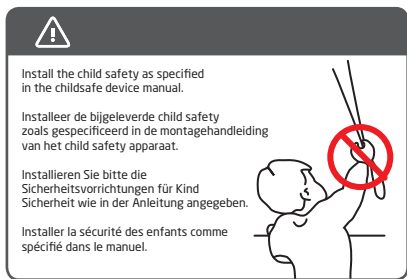 Install the child safety as specified
in the childsafe device manual.
Installeer de bijgeleverde child safety
zoals gespecificeerd in de montagehandleiding
van het child safety apparaat.
Installieren Sie bitte die
Sicherheitsvorrichtungen für Kind
Sicherheit wie in der Anleitung angegeben.
Installer la sécurité des enfants comme
spécifié dans le manuel.